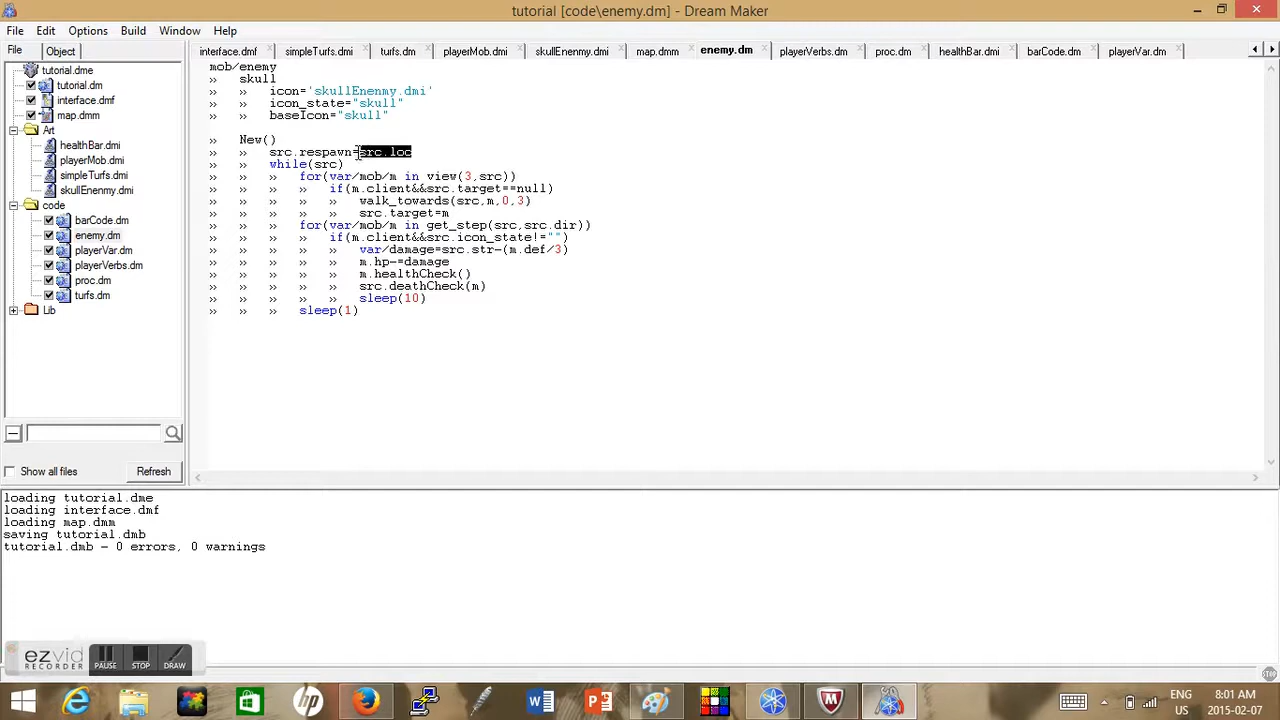 tutorial [code\enemy.dm] - Dream Maker
File Edit Options Build Window Help
File Object
interface.dmf simpleTurfs.dmi turfs.dm playerMob.dmi skullEnenmy.dmi map.dmm enemy.dm playerVerbs.dm proc.dm healthBar.dmi barCode.dm playerVar.dm
tutorial.dme
tutorial.dm
interface.dmf
map.dmm
Art
healthBar.dmi
playerMob.dmi
simpleTurfs.dmi
skullEnenmy.dmi
code
barCode.dm
enemy.dm
playerVar.dm
playerVerbs.dm
proc.dm
turfs.dm
Lib
Show all files Refresh
mob/enemy
» skull
» » icon='skullEnenmy.dmi'
» » icon_state="skull"
» » baseIcon="skull"
» New()
» » src.respawn=src.loc
» » while(src)
» » » for(var/mob/m in view(3,src))
» » » » if(m.client&&src.target==null)
» » » » » walk_towards(src,m,0,3)
» » » » » src.target=m
» » » for(var/mob/m in get_step(src,src.dir))
» » » » if(m.client&&src.icon_state!="")
» » » » » var/damage=src.str-(m.def/3)
» » » » » m.hp-=damage
» » » » » m.healthCheck()
» » » » » src.deathCheck(m)
» » » » » sleep(10)
» » » sleep(1)
loading tutorial.dme
loading interface.dmf
loading map.dmm
saving tutorial.dmb
tutorial.dmb - 0 errors, 0 warnings
ezvid
RECORDER
PAUSE STOP DRAW
ENG
US
8:01 AM
2015-02-07